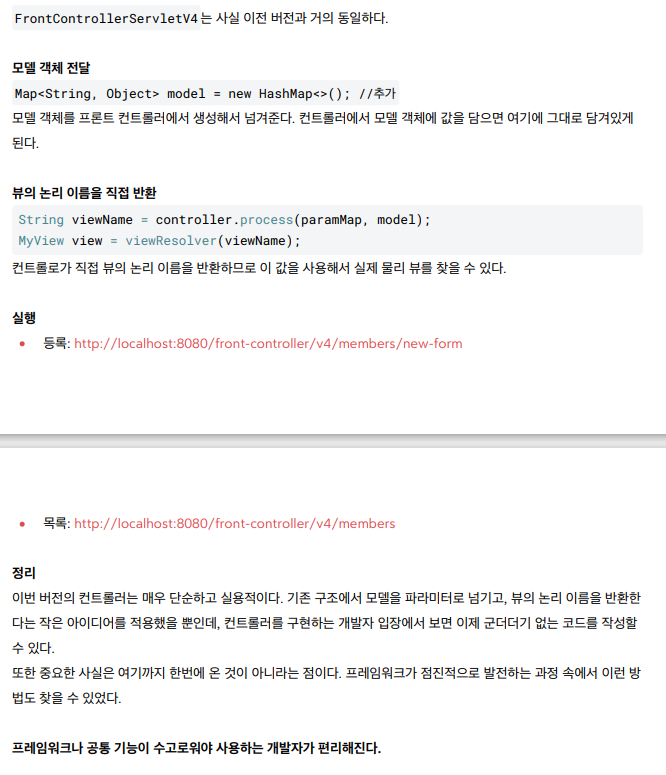 FrontControllerServletV4 는 사실 이전 버전과 거의 동일하다.
모델 객체 전달
Map<String, Object> model = new HashMap<>(); //추가
모델 객체를 프론트 컨트롤러에서 생성해서 넘겨준다. 컨트롤러에서 모델 객체에 값을 담으면 여기에 그대로 담겨있게
된다.
뷰의 논리 이름을 직접 반환
String viewName = controller.process(paramMap, model);
MyView view = viewResolver(viewName);
컨트롤로가 직접 뷰의 논리 이름을 반환하므로 이 값을 사용해서 실제 물리 뷰를 찾을 수 있다.
실행
• 등록: http://localhost:8080/front-controller/v4/members/new-form
• 목록: http://localhost:8080/front-controller/v4/members
정리
이번 버전의 컨트롤러는 매우 단순하고 실용적이다. 기존 구조에서 모델을 파라미터로 넘기고, 뷰의 논리 이름을 반환한
다는 작은 아이디어를 적용했을 뿐인데, 컨트롤러를 구현하는 개발자 입장에서 보면 이제 군더더기 없는 코드를 작성할
수 있다.
또한 중요한 사실은 여기까지 한번에 온 것이 아니라는 점이다. 프레임워크가 점진적으로 발전하는 과정 속에서 이런 방
법도 찾을 수 있었다.
프레임워크나 공통 기능이 수고로워야 사용하는 개발자가 편리해진다.